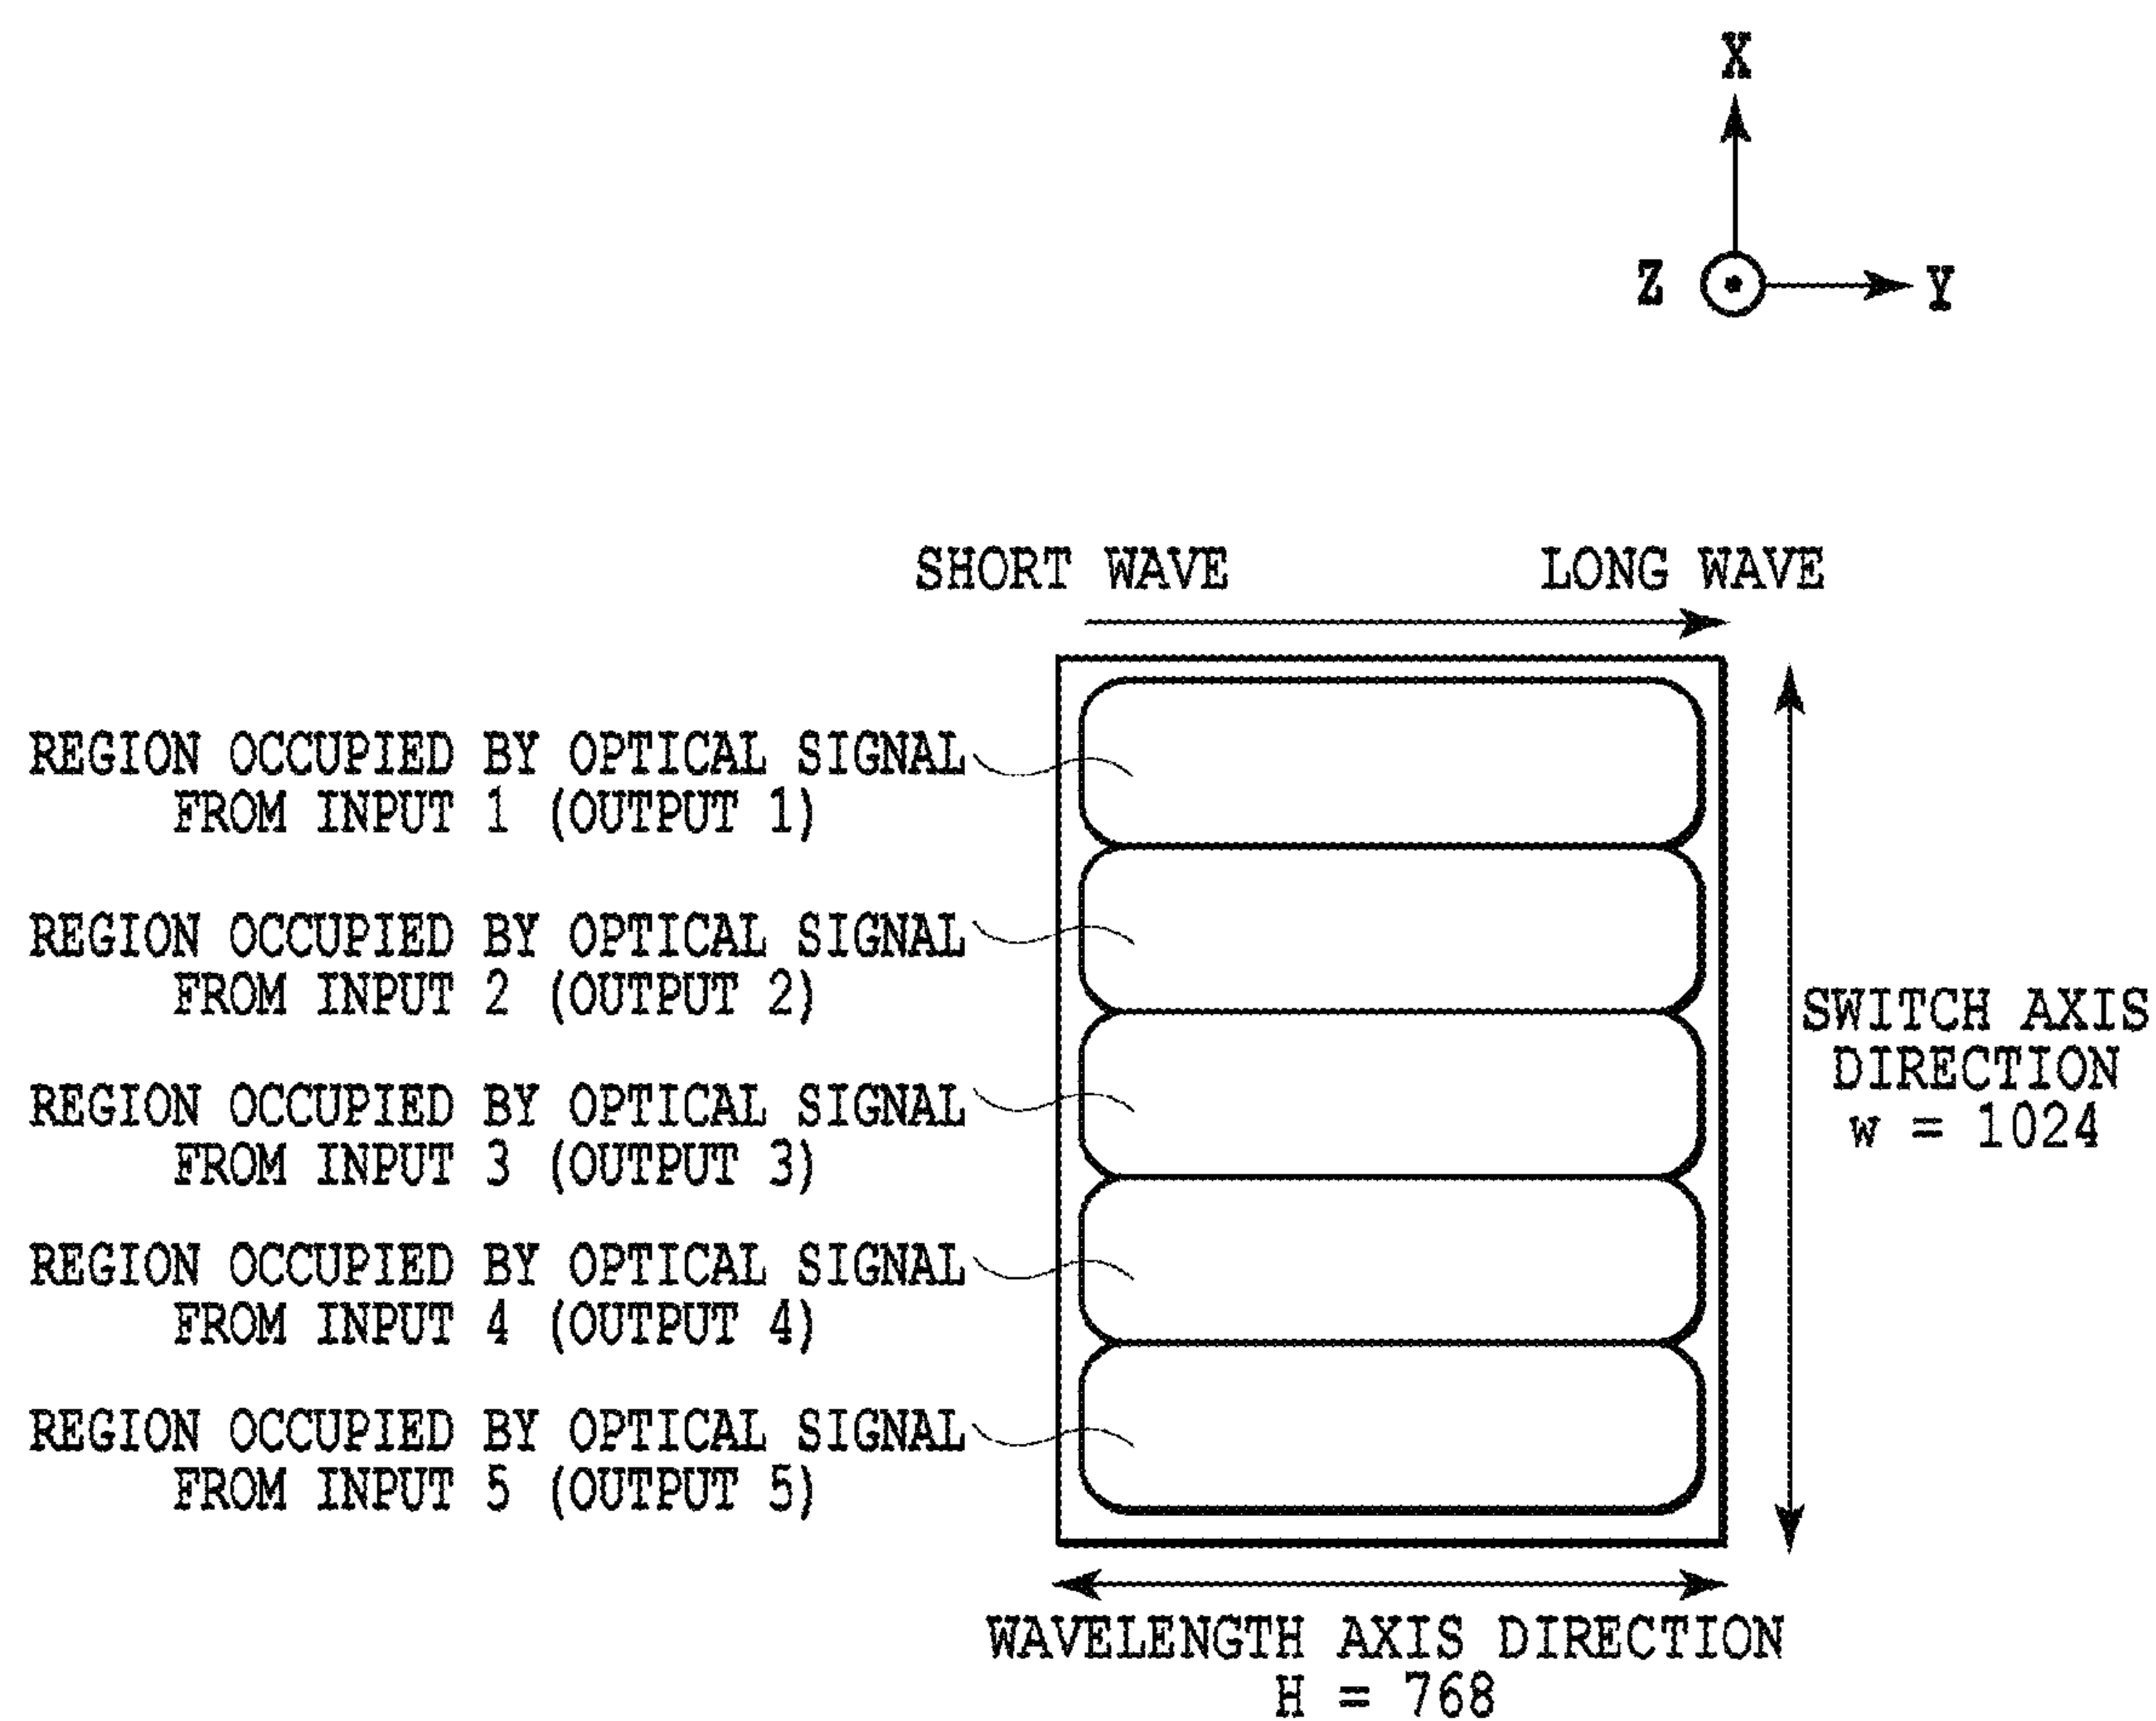 X
Z
Y
SHORT WAVE
LONG WAVE
REGION OCCUPIED BY OPTICAL SIGNAL
FROM INPUT 1 (OUTPUT 1)
REGION OCCUPIED BY OPTICAL SIGNAL
FROM INPUT 2 (OUTPUT 2)
REGION OCCUPIED BY OPTICAL SIGNAL
FROM INPUT 3 (OUTPUT 3)
REGION OCCUPIED BY OPTICAL SIGNAL
FROM INPUT 4 (OUTPUT 4)
REGION OCCUPIED BY OPTICAL SIGNAL
FROM INPUT 5 (OUTPUT 5)
SWITCH AXIS
DIRECTION
w = 1024
WAVELENGTH AXIS DIRECTION
H = 768